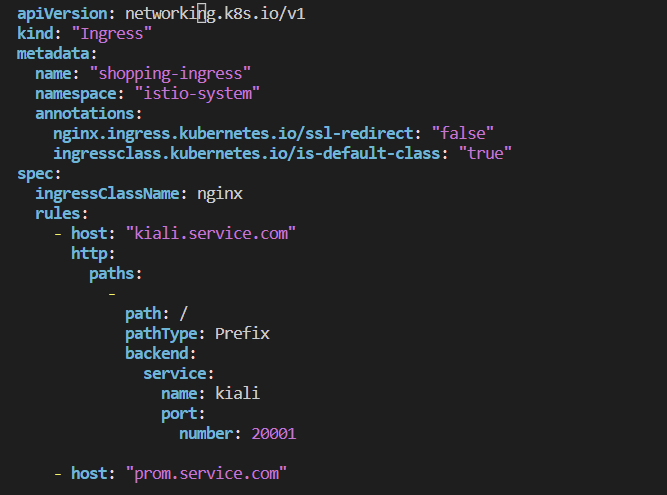 apiVersion: networking.k8s.io/v1
kind: "Ingress"
metadata:
  name: "shopping-ingress"
  namespace: "istio-system"
  annotations:
    nginx.ingress.kubernetes.io/ssl-redirect: "false"
    ingressclass.kubernetes.io/is-default-class: "true"
spec:
  ingressClassName: nginx
  rules:
    - host: "kiali.service.com"
      http:
        paths:
          -
            path: /
            pathType: Prefix
            backend:
              service:
                name: kiali
                port:
                  number: 20001
    - host: "prom.service.com"